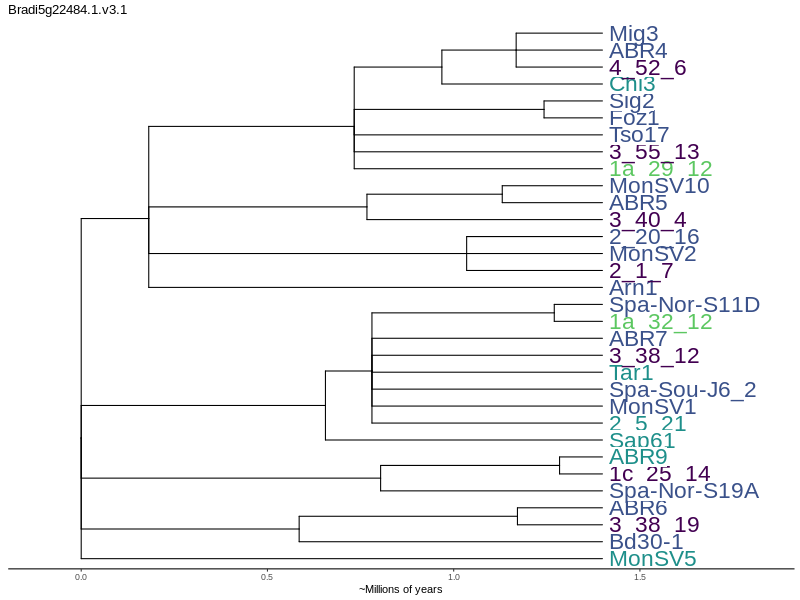 Bradi5g22484.1.v3.1
Mig3
ABR4
4_52_6
Chi3
Sig2
Foz1
Tso17
3_55_13
1a_29_12
MonSV10
ABR5
3_40_4
2_20_16
MonSV2
2_1_7
Arn1
Spa-Nor-S11D
1a_32_12
ABR7
3_38_12
Tar1
Spa-Sou-J6_2
MonSV1
2_5_21
Sap61
ABR9
1c_25_14
Spa-Nor-S19A
ABR6
3_38_19
Bd30-1
MonSV5
0.0 0.5 1.0 1.5
~Millions of years